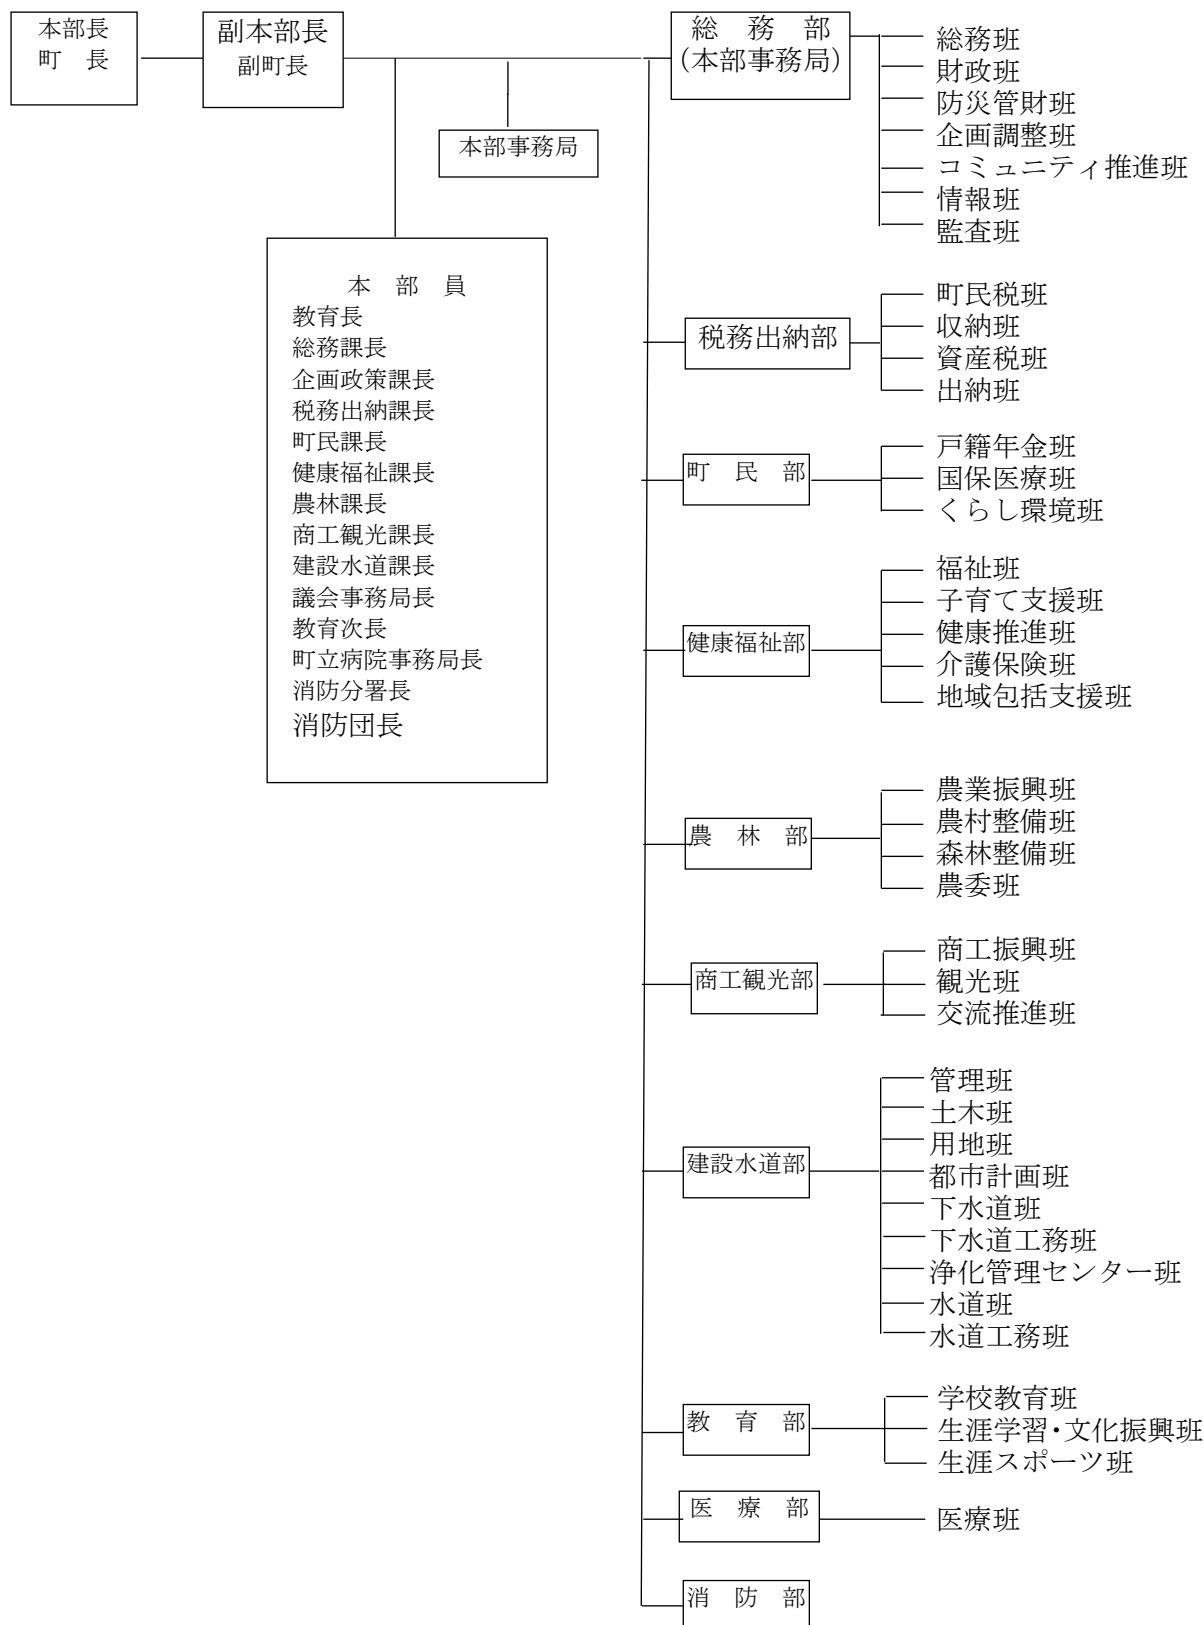 本部長
町　長
副本部長
副町長
本部事務局
本　部　員
教育長
総務課長
企画政策課長
税務出納課長
町民課長
健康福祉課長
農林課長
商工観光課長
建設水道課長
議会事務局長
教育次長
町立病院事務局長
消防分署長
消防団長
総　務　部
(本部事務局)
総務班
財政班
防災管財班
企画調整班
コミュニティ推進班
情報班
監査班
税務出納部
町民税班
収納班
資産税班
出納班
町　民　部
戸籍年金班
国保医療班
くらし環境班
健康福祉部
福祉班
子育て支援班
健康推進班
介護保険班
地域包括支援班
農　林　部
農業振興班
農村整備班
森林整備班
農委班
商工観光部
商工振興班
観光班
交流推進班
建設水道部
管理班
土木班
用地班
都市計画班
下水道班
下水道工務班
浄化管理センター班
水道班
水道工務班
教　育　部
学校教育班
生涯学習・文化振興班
生涯スポーツ班
医　療　部
医療班
消　防　部